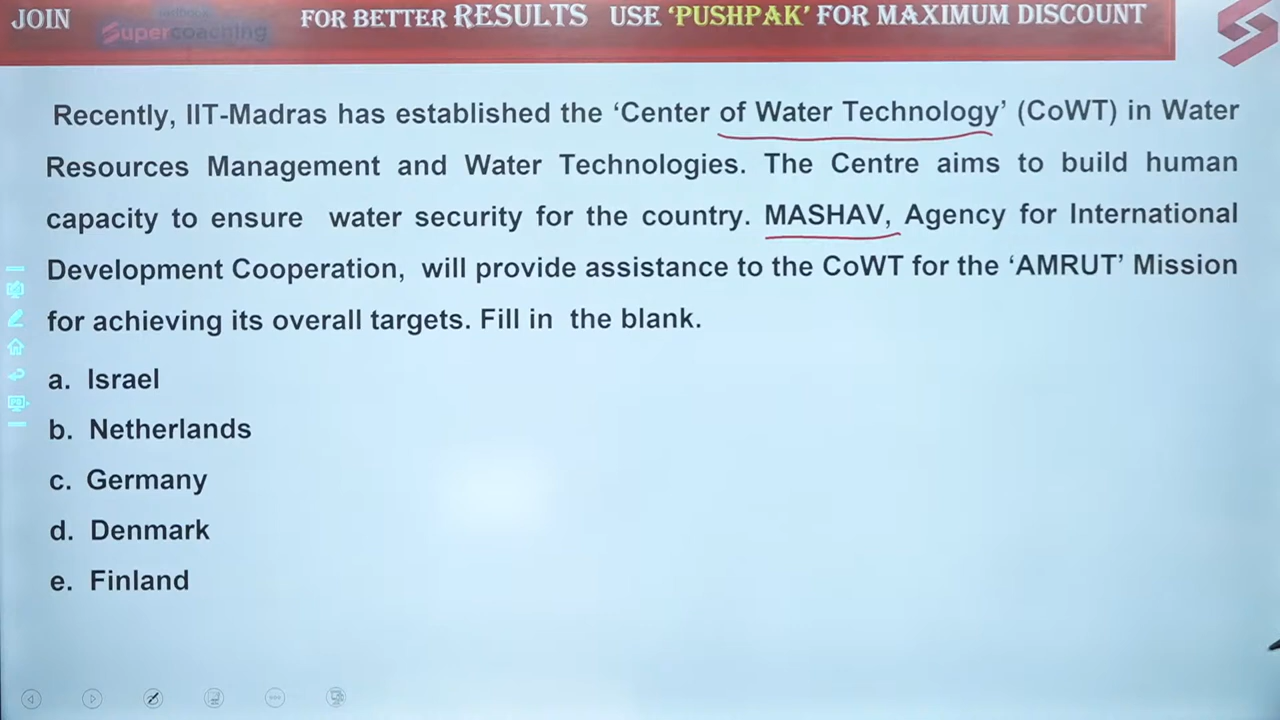 JOIN
testbook
Supercoaching
FOR BETTER RESULTS USE ‘PUSHPAK’ FOR MAXIMUM DISCOUNT
Recently, IIT-Madras has established the ‘Center of Water Technology’ (CoWT) in Water
Resources Management and Water Technologies. The Centre aims to build human
capacity to ensure water security for the country. MASHAV, Agency for International
Development Cooperation, will provide assistance to the CoWT for the ‘AMRUT’ Mission
for achieving its overall targets. Fill in the blank.
a. Israel
b. Netherlands
c. Germany
d. Denmark
e. Finland